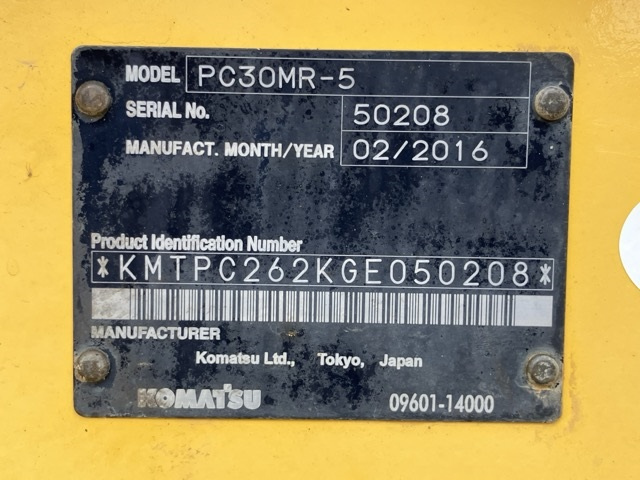 MODEL PC30MR-5
SERIAL No. 50208
MANUFACT. MONTH/YEAR 02/2016
Product Identification Number
*KMTPC262KGE050208*
MANUFACTURER
Komatsu Ltd., Tokyo, Japan
KOMATSU 09601-14000